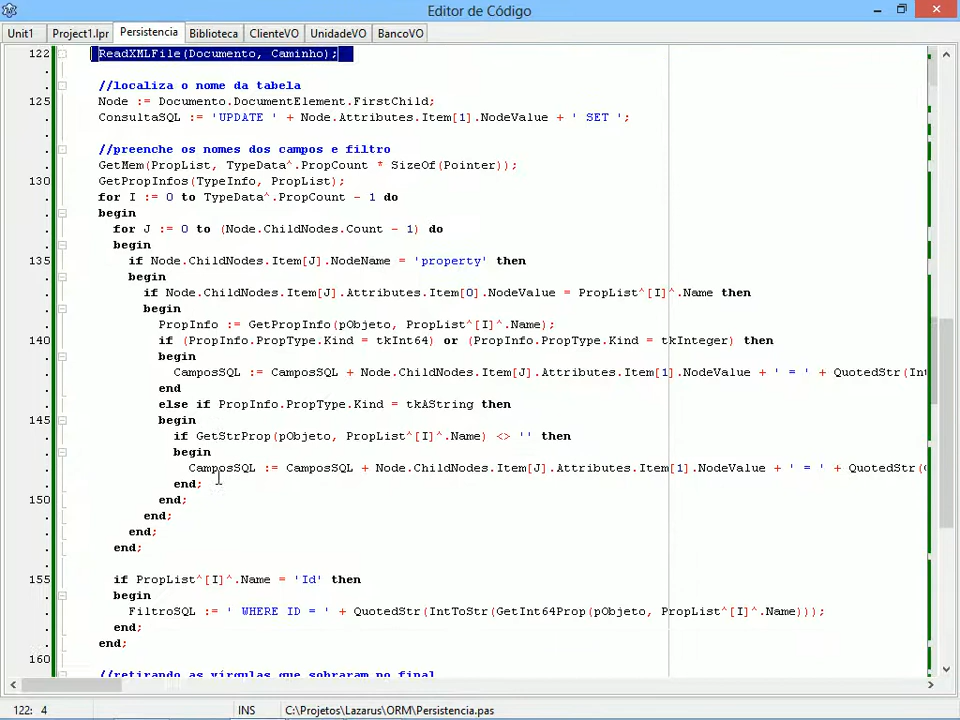 Editor de Código
Unit1 Project1.lpr Persistencia Biblioteca ClienteVO UnidadeVO BancoVO
122 ReadXMLFile(Documento, Caminho);
//localiza o nome da tabela
125 Node := Documento.DocumentElement.FirstChild;
ConsultaSQL := 'UPDATE ' + Node.Attributes.Item[1].NodeValue + ' SET ';
//preenche os nomes dos campos e filtro
GetMem(PropList, TypeData^.PropCount * SizeOf(Pointer));
130 GetPropInfos(TypeInfo, PropList);
for I := 0 to TypeData^.PropCount - 1 do
begin
for J := 0 to (Node.ChildNodes.Count - 1) do
begin
135 if Node.ChildNodes.Item[J].NodeName = 'property' then
begin
if Node.ChildNodes.Item[J].Attributes.Item[0].NodeValue = PropList^[I]^.Name then
begin
PropInfo := GetPropInfo(pObjeto, PropList^[I]^.Name);
140 if (PropInfo.PropType.Kind = tkInt64) or (PropInfo.PropType.Kind = tkInteger) then
begin
CamposSQL := CamposSQL + Node.ChildNodes.Item[J].Attributes.Item[1].NodeValue + ' = ' + QuotedStr(Int
end
else if PropInfo.PropType.Kind = tkAString then
145 begin
if GetStrProp(pObjeto, PropList^[I]^.Name) <> '' then
begin
CamposSQL := CamposSQL + Node.ChildNodes.Item[J].Attributes.Item[1].NodeValue + ' = ' + QuotedStr(G
end;
150 end;
end;
end;
end;
155 if PropList^[I]^.Name = 'Id' then
begin
FiltroSQL := ' WHERE ID = ' + QuotedStr(IntToStr(GetInt64Prop(pObjeto, PropList^[I]^.Name)));
end;
end;
160
//retirando as vírgulas que sobraram no final
122: 4 INS C:\Projetos\Lazarus\ORM\Persistencia.pas